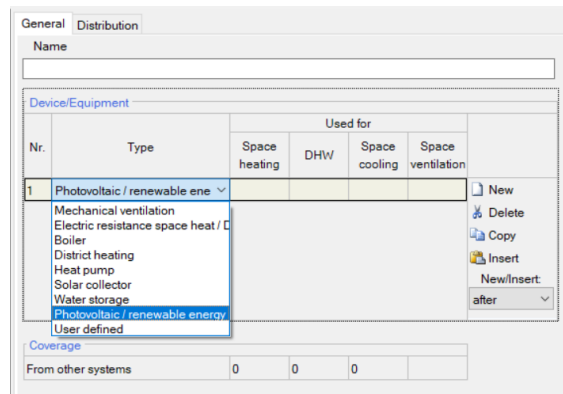 General Distribution
Name
Device/Equipment
Used for
Nr. Type Space heating DHW Space cooling Space ventilation
1 Photovoltaic / renewable ene
New
Mechanical ventilation
Electric resistance space heat / D
Delete
Boiler
Copy
District heating
Heat pump
Insert
Solar collector
New/Insert:
Water storage
after
Photovoltaic / renewable energy
User defined
Coverage
From other systems 0 0 0